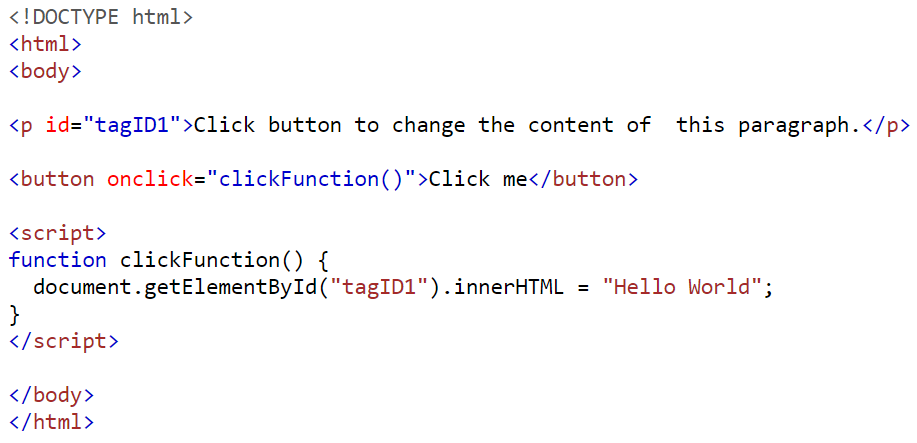 <!DOCTYPE html>
<html>
<body>
<p id="tagID1">Click button to change the content of  this paragraph.</p>
<button onclick="clickFunction()">Click me</button>
<script>
function clickFunction() {
  document.getElementById("tagID1").innerHTML = "Hello World";
}
</script>
</body>
</html>